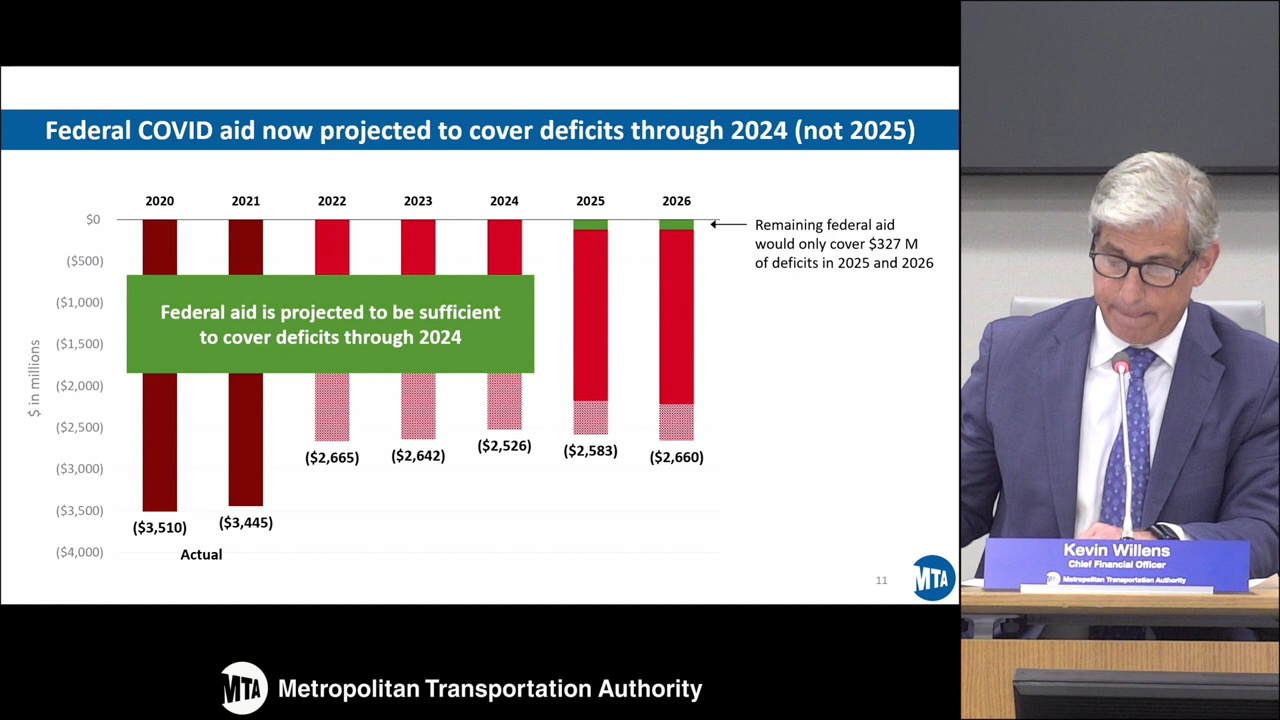 Federal COVID aid now projected to cover deficits through 2024 (not 2025)
2020 2021 2022 2023 2024 2025 2026
$0
($500)
($1,000)
($1,500)
($2,000)
($2,500)
($3,000)
($3,500)
($4,000)
$ in millions
Federal aid is projected to be sufficient
to cover deficits through 2024
Remaining federal aid
would only cover $327 M
of deficits in 2025 and 2026
($3,510) ($3,445) ($2,665) ($2,642) ($2,526) ($2,583) ($2,660)
Actual
11
MTA
Kevin Willens
Chief Financial Officer
MTA Metropolitan Transportation Authority
MTA Metropolitan Transportation Authority